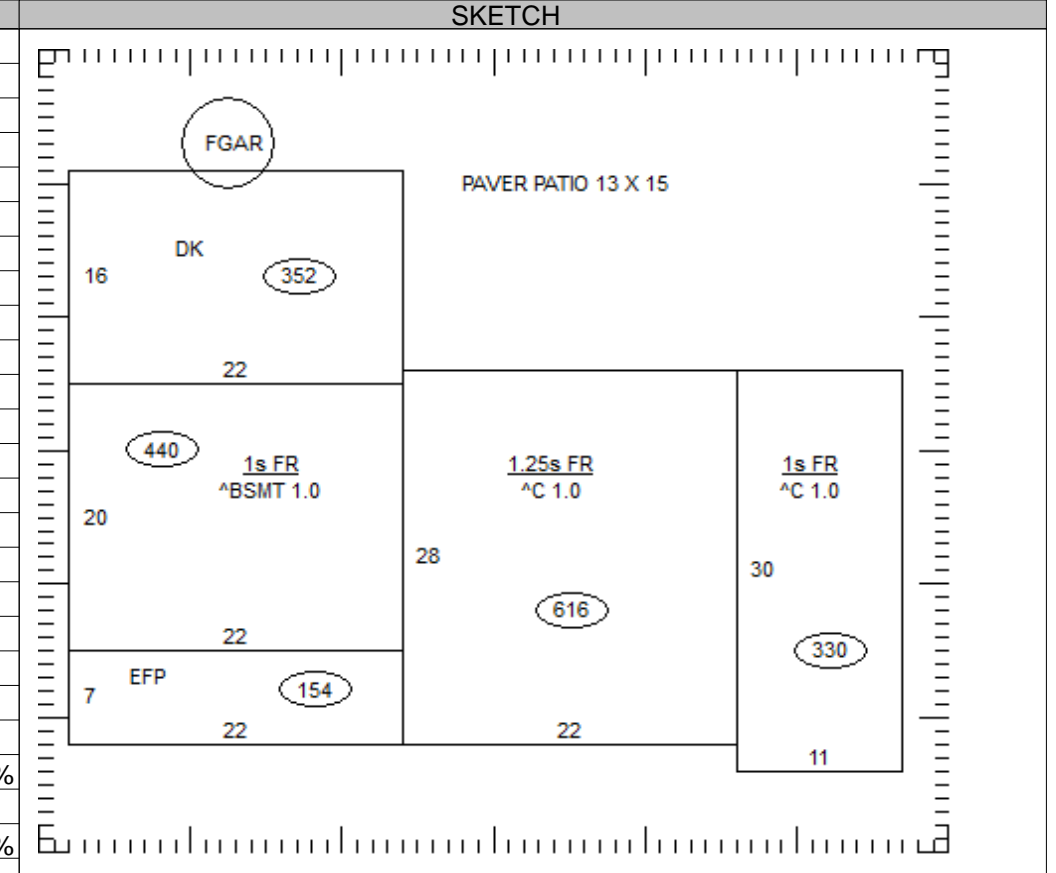 SKETCH
FGAR
PAVER PATIO 13 X 15
DK
16
352
22
440
1s FR
^BSMT 1.0
1.25s FR
^C 1.0
1s FR
^C 1.0
20
28
30
616
22
330
EFP
154
7
22
22
11
%
%